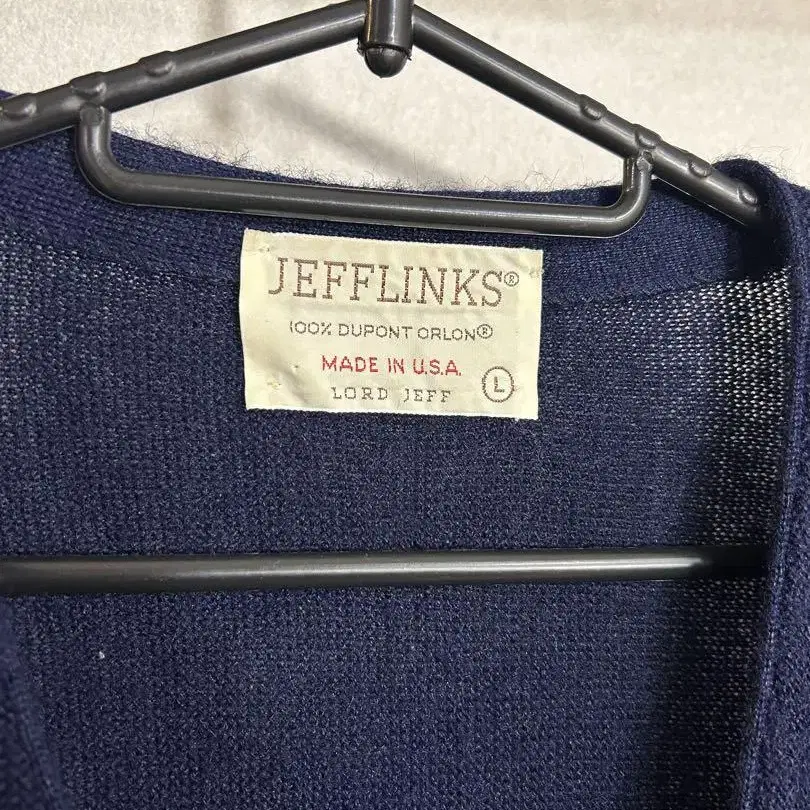 JEFFLINKS®
100% DUPONT ORLON®
MADE IN U.S.A.
LORD JEFF
L